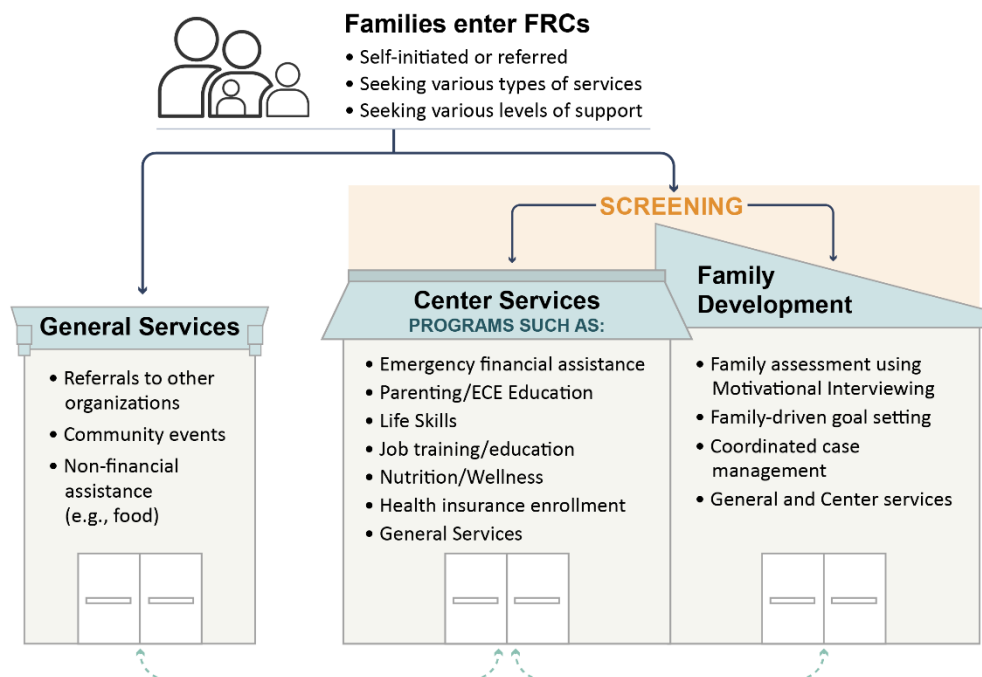 Families enter FRCs
• Self-initiated or referred
• Seeking various types of services
• Seeking various levels of support
SCREENING
General Services
• Referrals to other
organizations
• Community events
• Non-financial
assistance
(e.g., food)
Center Services
PROGRAMS SUCH AS:
• Emergency financial assistance
• Parenting/ECE Education
• Life Skills
• Job training/education
• Nutrition/Wellness
• Health insurance enrollment
• General Services
Family
Development
• Family assessment using
Motivational Interviewing
• Family-driven goal setting
• Coordinated case
management
• General and Center services